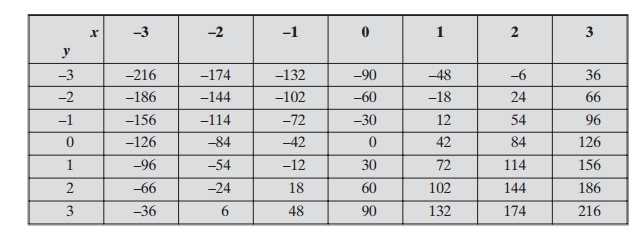 x −3 −2 −1 0 1 2 3
y
−3 −216 −174 −132 −90 −48 −6 36
−2 −186 −144 −102 −60 −18 24 66
−1 −156 −114 −72 −30 12 54 96
0 −126 −84 −42 0 42 84 126
1 −96 −54 −12 30 72 114 156
2 −66 −24 18 60 102 144 186
3 −36 6 48 90 132 174 216